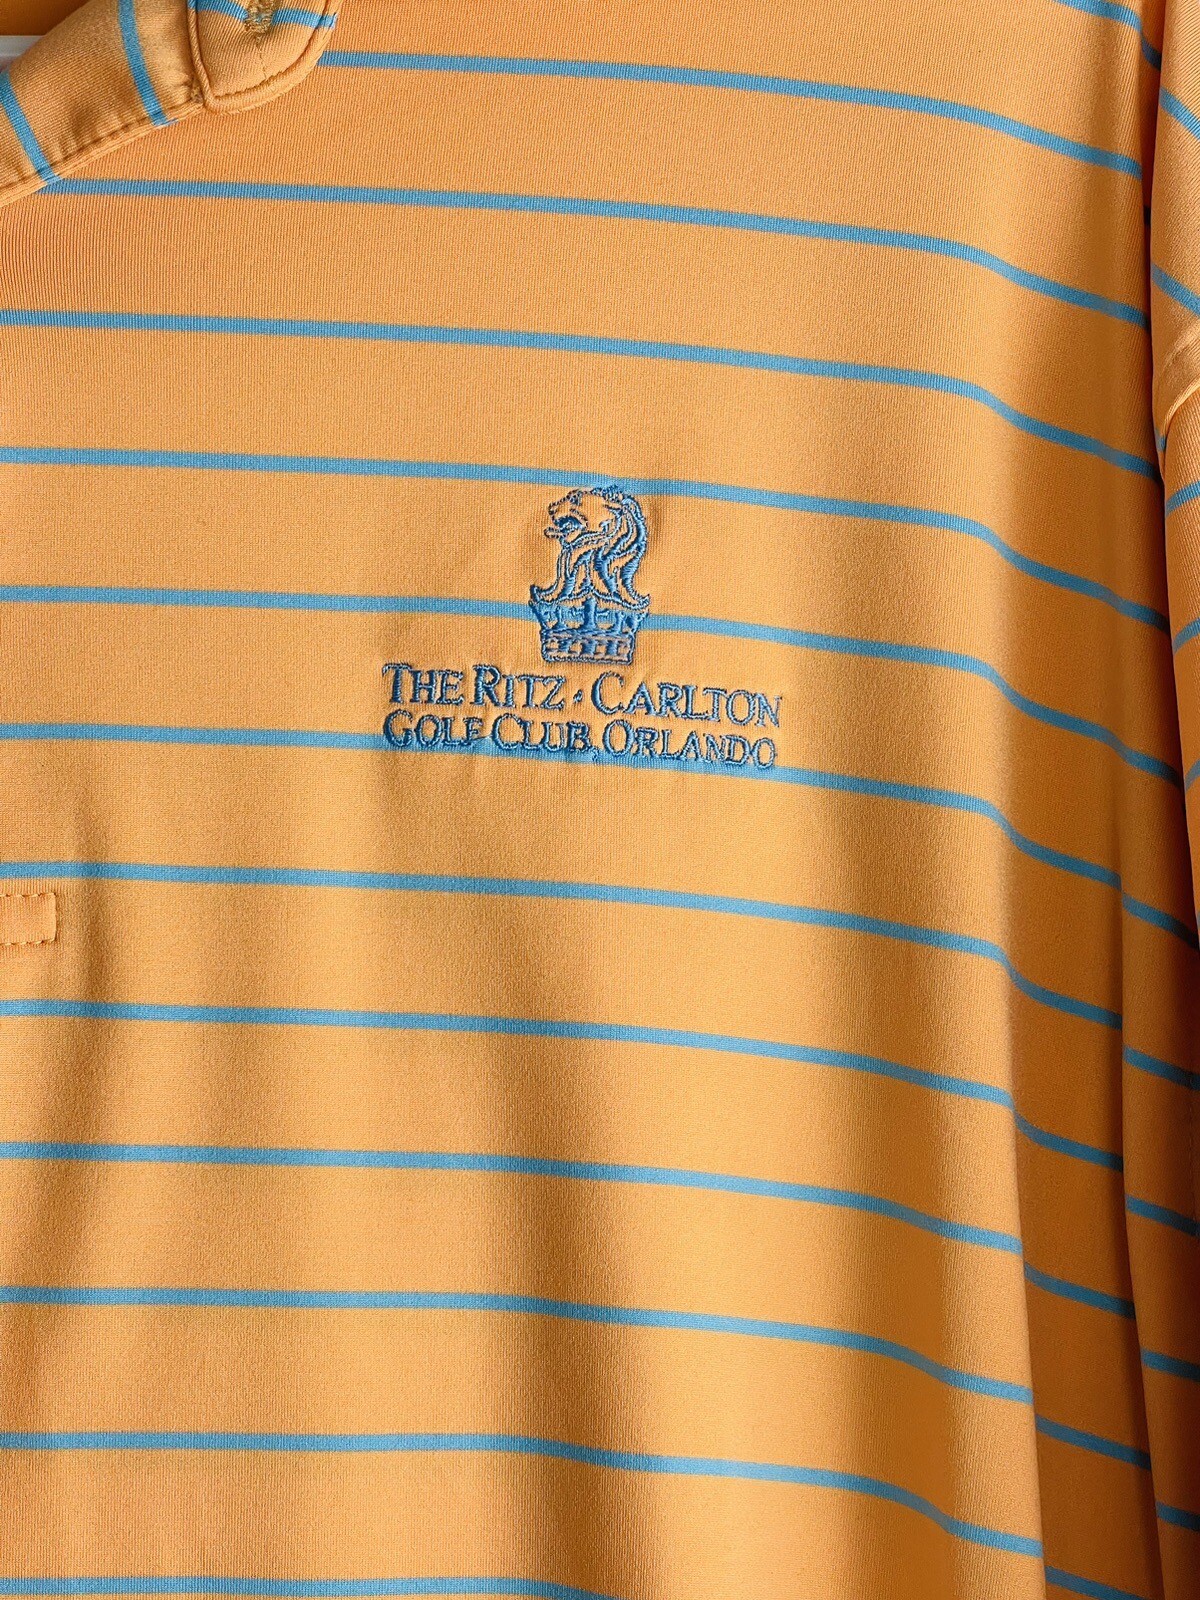 THE RITZ · CARLTON
GOLF CLUB, ORLANDO